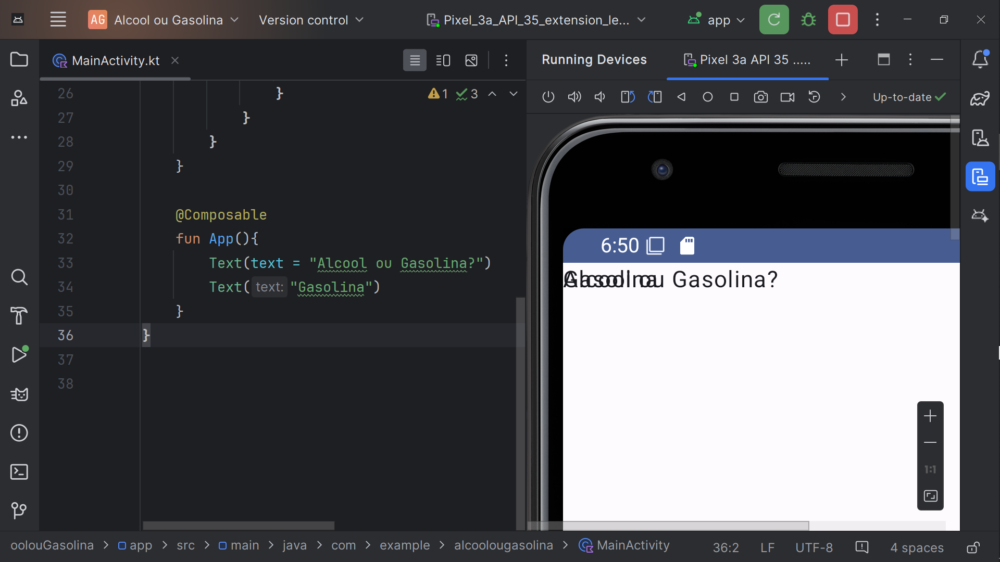 AG Alcool ou Gasolina Version control Pixel_3a_API_35_extension_le... app
MainActivity.kt
Running Devices Pixel 3a API 35 .....
1 3
Up-to-date
26 }
27 }
28 }
29 }
30
31 @Composable
32 fun App(){
33 Text(text = "Alcool ou Gasolina?")
34 Text( text: "Gasolina")
35 }
36 }
37
38
6:50
Alcool ou Gasolina?
Gasolina
1:1
oolouGasolina > app > src > main > java > com > example > alcoolougasolina > MainActivity 36:2 LF UTF-8 4 spaces